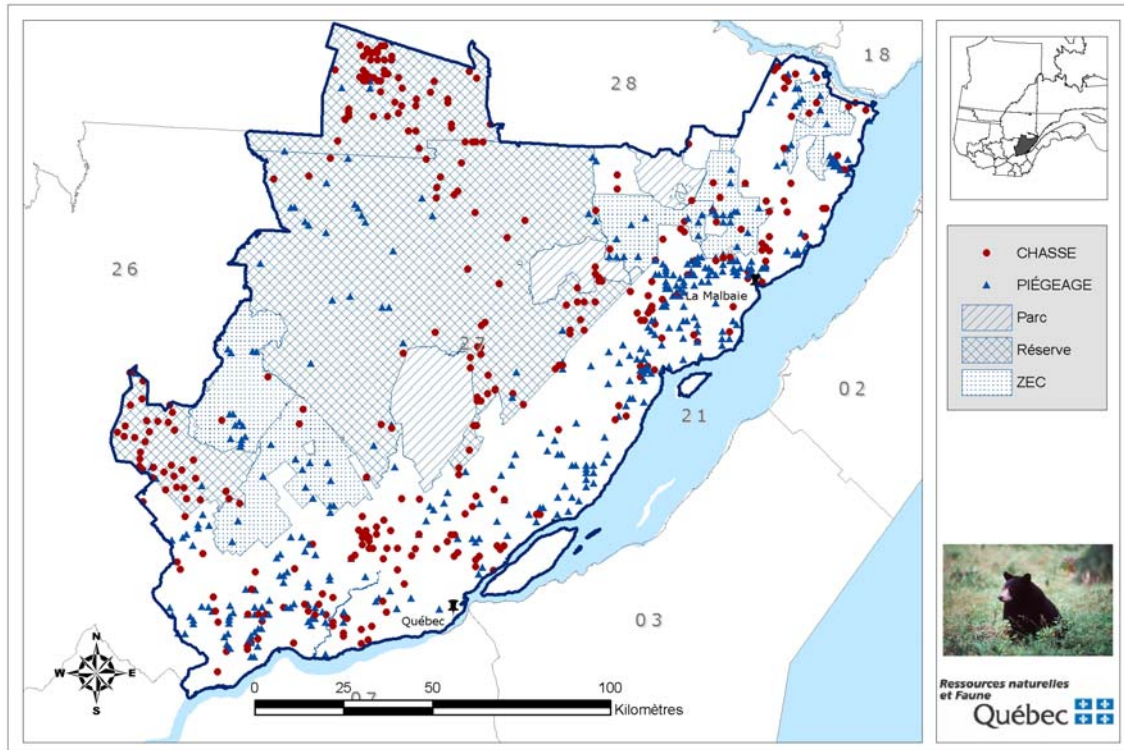 28
18
26
CHASSE
PIÉGEAGE
Parc
Réserve
ZEC
La Malbaie
27
02
21
Québec
03
07
N
W
E
S
0
25
50
100
Kilomètres
Ressources naturelles
et Faune
Québec